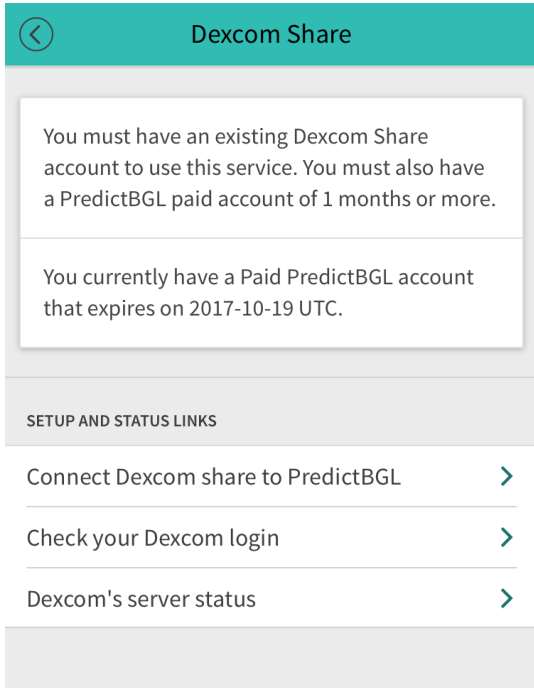 Dexcom Share
You must have an existing Dexcom Share
account to use this service. You must also have
a PredictBGL paid account of 1 months or more.
You currently have a Paid PredictBGL account
that expires on 2017-10-19 UTC.
SETUP AND STATUS LINKS
Connect Dexcom share to PredictBGL
Check your Dexcom login
Dexcom's server status